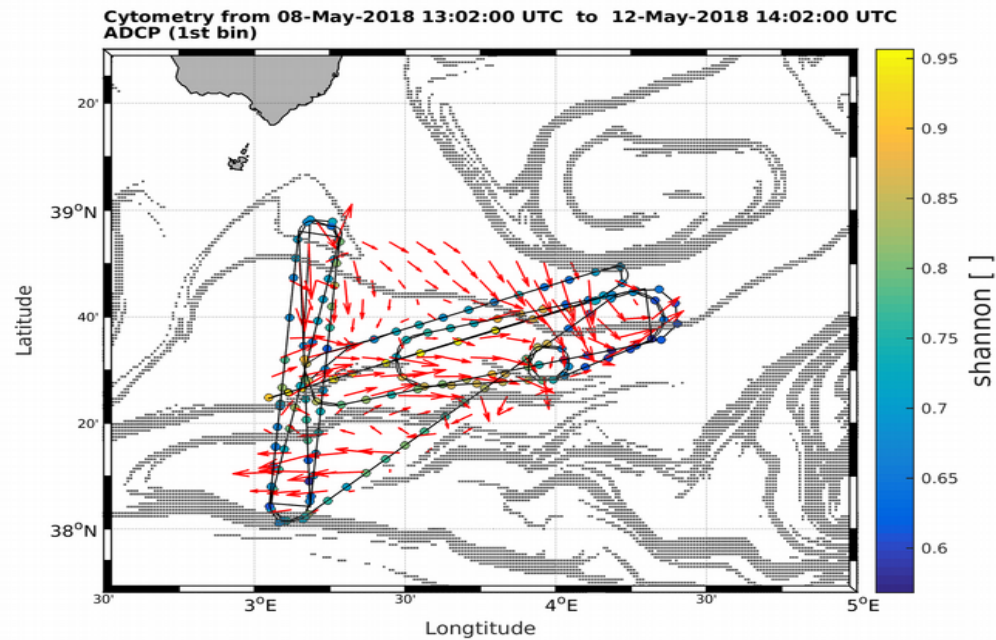 Cytometry from 08-May-2018 13:02:00 UTC  to  12-May-2018 14:02:00 UTC
ADCP (1st bin)
20'
39°N
40'
20'
38°N
Latitude
30'
3°E
30'
4°E
30'
5°E
Longtitude
0.95
0.9
0.85
0.8
0.75
0.7
0.65
0.6
shannon [ ]